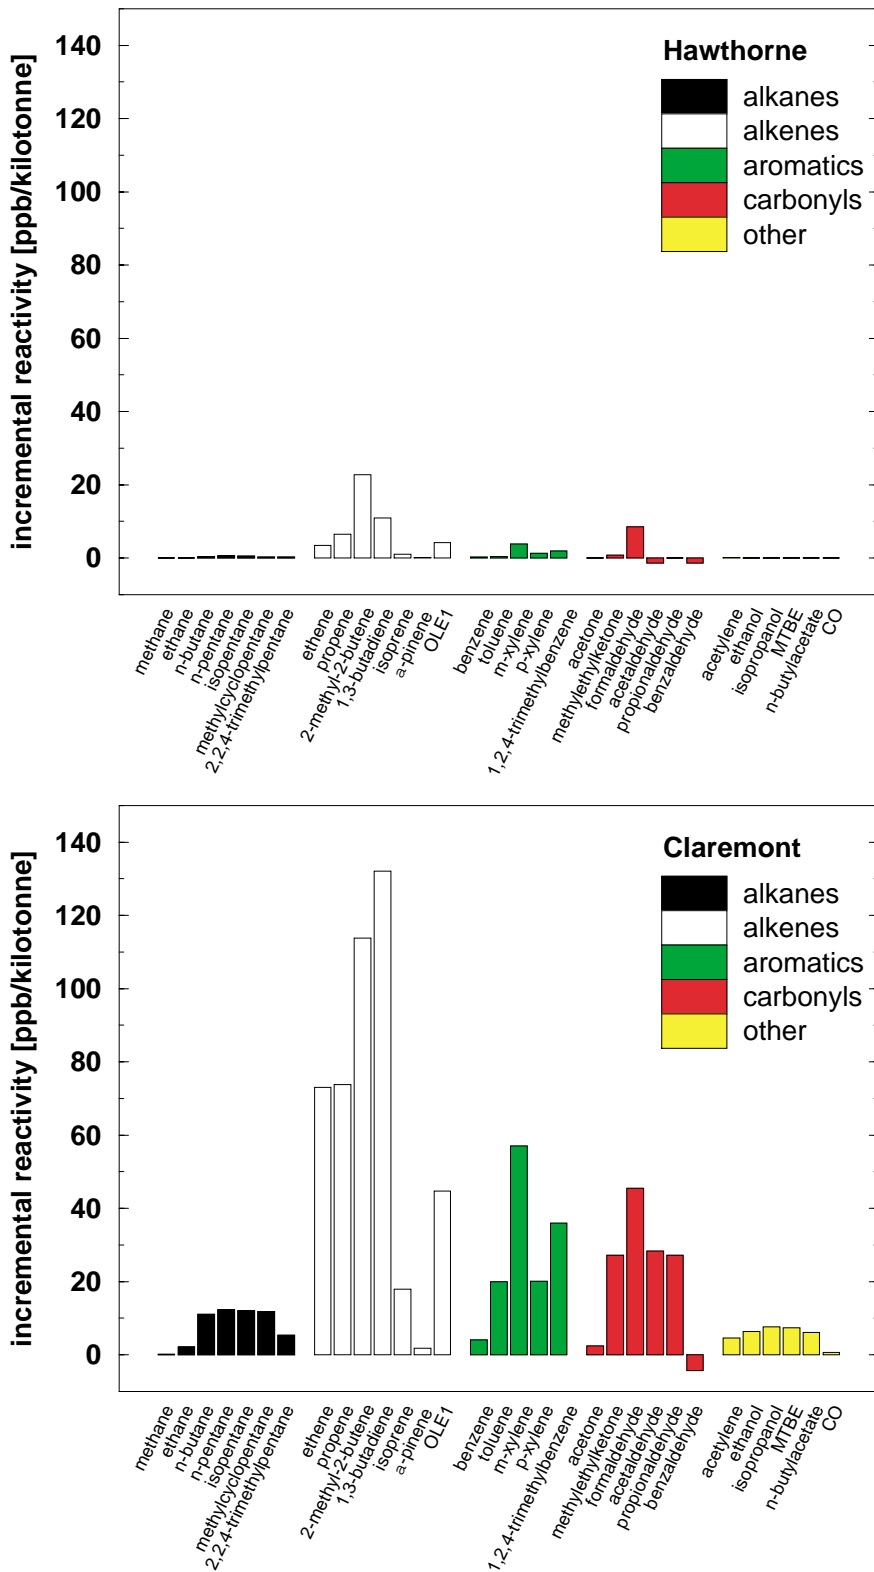 incremental reactivity [ppb/kilotonne]
140
120
100
80
60
40
20
0
Hawthorne
alkanes
alkenes
aromatics
carbonyls
other
methane
ethane
n-butane
n-pentane
isopentane
methylcyclopentane
2,2,4-trimethylpentane
ethene
propene
2-methyl-2-butene
1,3-butadiene
isoprene
a-pinene
OLE1
benzene
toluene
m-xylene
p-xylene
1,2,4-trimethylbenzene
acetone
methylethylketone
formaldehyde
acetaldehyde
propionaldehyde
benzaldehyde
acetylene
ethanol
isopropanol
MTBE
n-butylacetate
CO
incremental reactivity [ppb/kilotonne]
140
120
100
80
60
40
20
0
Claremont
alkanes
alkenes
aromatics
carbonyls
other
methane
ethane
n-butane
n-pentane
isopentane
methylcyclopentane
2,2,4-trimethylpentane
ethene
propene
2-methyl-2-butene
1,3-butadiene
isoprene
a-pinene
OLE1
benzene
toluene
m-xylene
p-xylene
1,2,4-trimethylbenzene
acetone
methylethylketone
formaldehyde
acetaldehyde
propionaldehyde
benzaldehyde
acetylene
ethanol
isopropanol
MTBE
n-butylacetate
CO